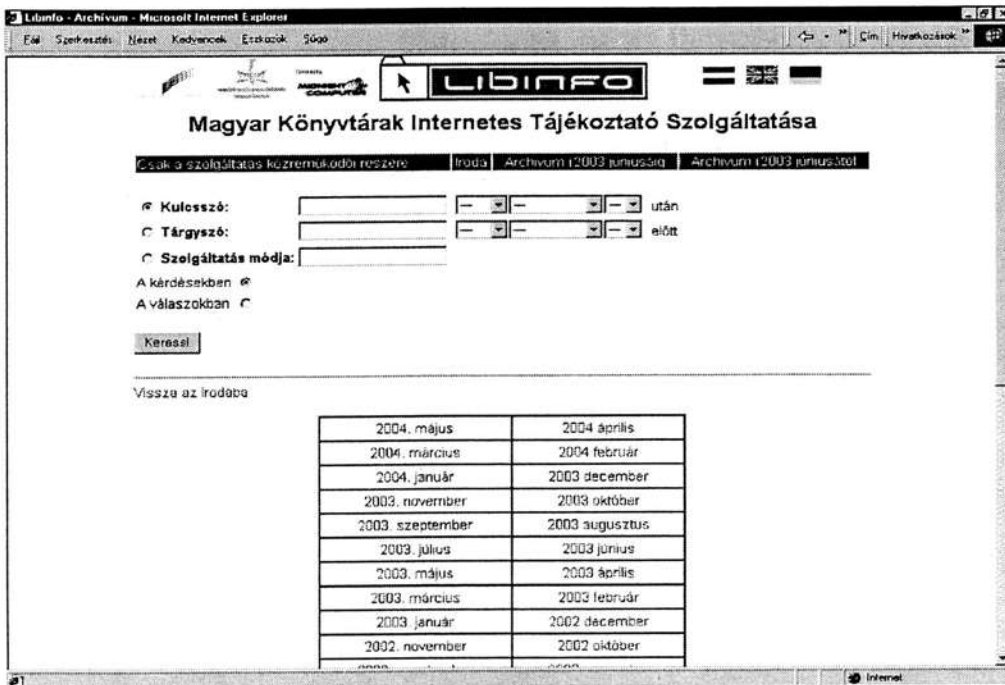 Libinfo - Archívum - Microsoft Internet Explorer
Fájl Szerkesztés Nézet Kedvencek Eszközök Súgó Cím Hivatkozások
MIDNIGHT COMPUTER LIBINFO
Magyar Könyvtárak Internetes Tájékoztató Szolgáltatása
Csak a szolgáltatás közreműködői részére Iroda Archívum (2003 júniusáig Archívum (2003 júniusától
Kulcsszó: --- --- --- után
Tárgyszó: --- --- --- előtt
Szolgáltatás módja:
A kérdésekben
A válaszokban
Keress!
Vissza az Irodába
2004. május 2004 április
2004. március 2004 február
2004. január 2003 december
2003. november 2003 október
2003. szeptember 2003 augusztus
2003. július 2003 június
2003. május 2003 április
2003. március 2003 február
2003. január 2002 december
2002. november 2002 október
Internet